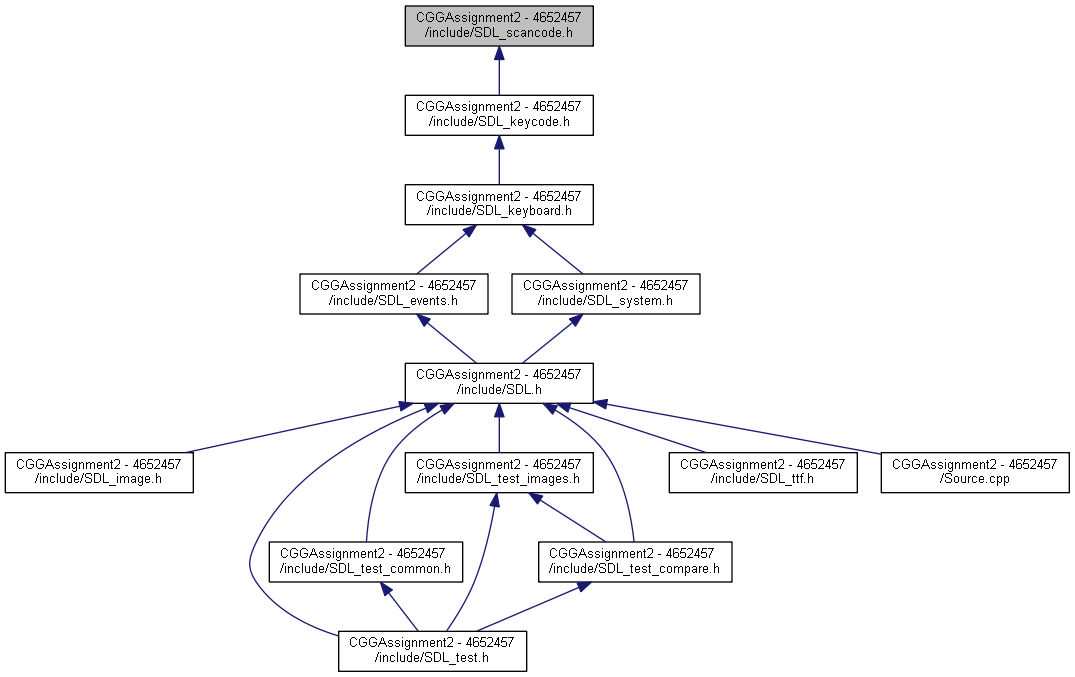 CGGAssignment2 - 4652457
/include/SDL_scancode.h
CGGAssignment2 - 4652457
/include/SDL_keycode.h
CGGAssignment2 - 4652457
/include/SDL_keyboard.h
CGGAssignment2 - 4652457
/include/SDL_events.h
CGGAssignment2 - 4652457
/include/SDL_system.h
CGGAssignment2 - 4652457
/include/SDL.h
CGGAssignment2 - 4652457
/include/SDL_image.h
CGGAssignment2 - 4652457
/include/SDL_test_images.h
CGGAssignment2 - 4652457
/include/SDL_ttf.h
CGGAssignment2 - 4652457
/Source.cpp
CGGAssignment2 - 4652457
/include/SDL_test_common.h
CGGAssignment2 - 4652457
/include/SDL_test_compare.h
CGGAssignment2 - 4652457
/include/SDL_test.h